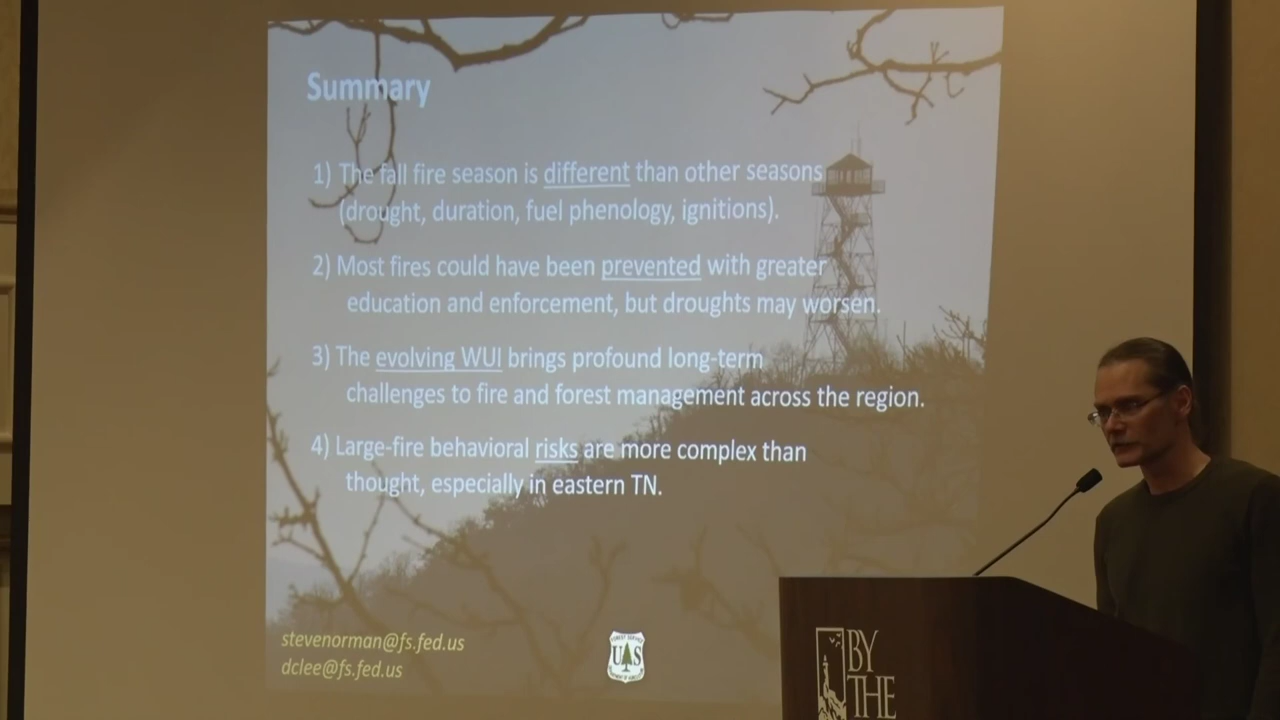 Summary
1) The fall fire season is different than other seasons
(drought, duration, fuel phenology, ignitions).
2) Most fires could have been prevented with greater
education and enforcement, but droughts may worsen.
3) The evolving WUI brings profound long-term
challenges to fire and forest management across the region.
4) Large-fire behavioral risks are more complex than
thought, especially in eastern TN.
stevenorman@fs.fed.us
dclee@fs.fed.us
FOREST SERVICE
U S
BY
THE